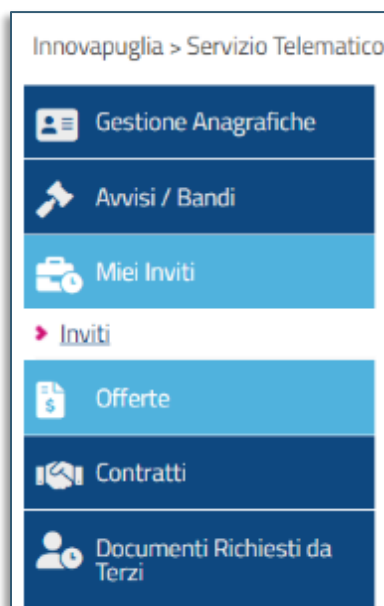 Innovapuglia > Servizio Telematico
Gestione Anagrafiche
Avvisi / Bandi
Miei Inviti
Inviti
Offerte
Contratti
Documenti Richiesti da
Terzi